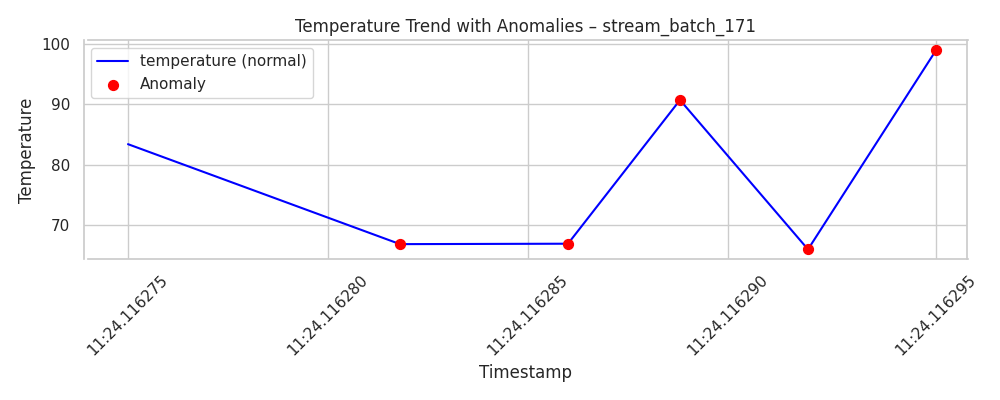 Temperature Trend with Anomalies – stream_batch_171
temperature (normal)
Anomaly
Temperature
100
90
80
70
11:24.116275
11:24.116280
11:24.116285
11:24.116290
11:24.116295
Timestamp